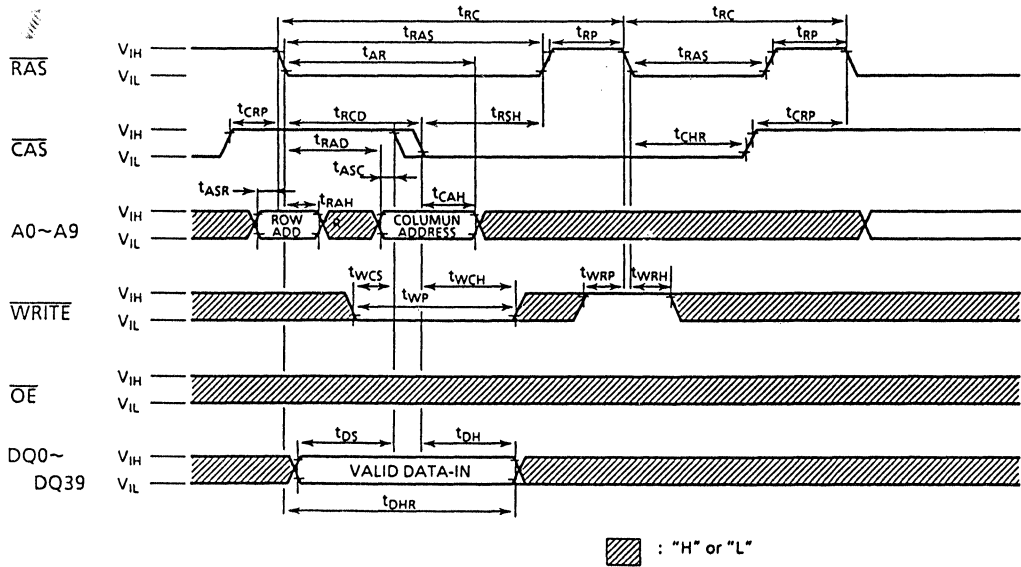 tRC tRC
tRAS tRP tRAS tRP
tAR
RAS VIH
VIL
tCRP tRCD tRSH tCRP
tRAD tCHR
tASC
CAS VIH
VIL
tASR tRAH tCAH
A0~A9 VIH
VIL
ROW ADD
COLUMUN ADDRESS
tWCS tWCH tWRP tWRH
tWP
WRITE VIH
VIL
OE VIH
VIL
tDS tDH
DQ0~ VIH
DQ39 VIL
VALID DATA-IN
tDHR
: "H" or "L"